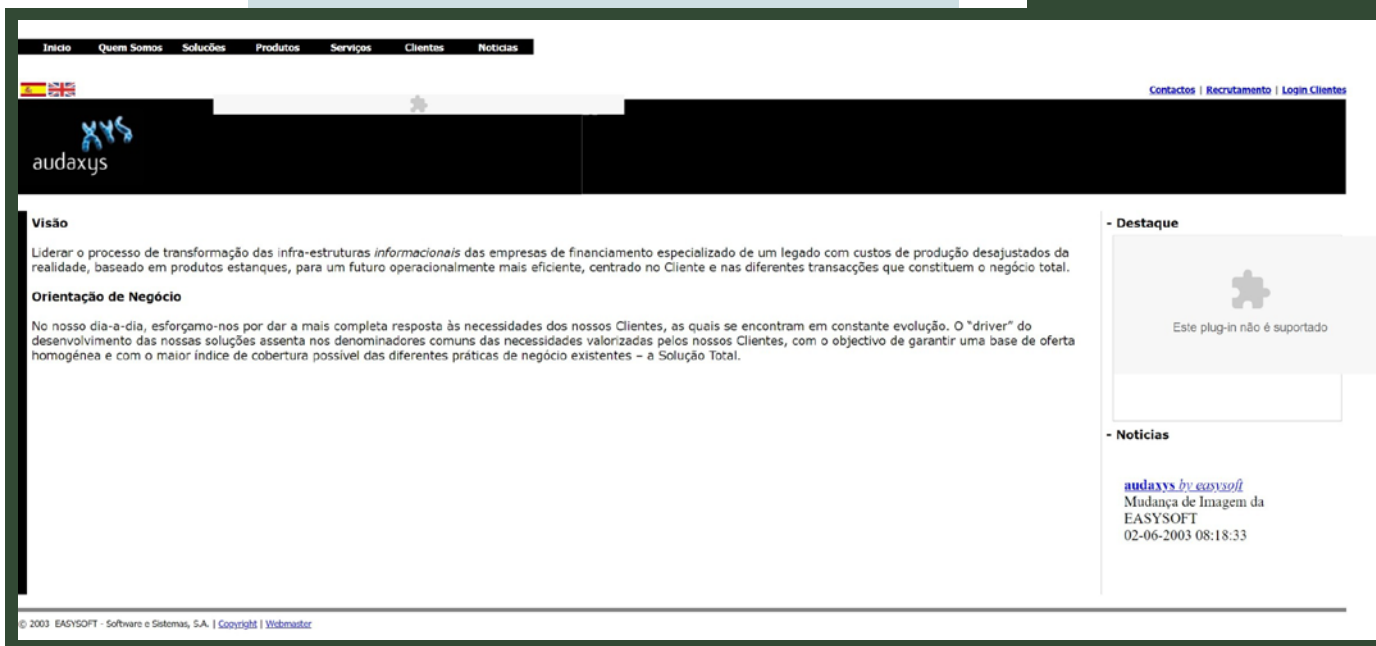 Inicio Quem Somos Solucões Produtos Serviços Clientes Noticias
Contactos | Recrutamento | Login Clientes
xys
audaxys
Visão
Liderar o processo de transformação das infra-estruturas informacionais das empresas de financiamento especializado de um legado com custos de produção desajustados da
realidade, baseado em produtos estanques, para um futuro operacionalmente mais eficiente, centrado no Cliente e nas diferentes transacções que constituem o negócio total.
Orientação de Negócio
No nosso dia-a-dia, esforçamo-nos por dar a mais completa resposta às necessidades dos nossos Clientes, as quais se encontram em constante evolução. O "driver" do
desenvolvimento das nossas soluções assenta nos denominadores comuns das necessidades valorizadas pelos nossos Clientes, com o objectivo de garantir uma base de oferta
homogénea e com o maior índice de cobertura possível das diferentes práticas de negócio existentes – a Solução Total.
- Destaque
Este plug-in não é suportado
- Noticias
audaxys by easysoft
Mudança de Imagem da
EASYSOFT
02-06-2003 08:18:33
© 2003 EASYSOFT - Software e Sistemas, S.A. | Copyright | Webmaster